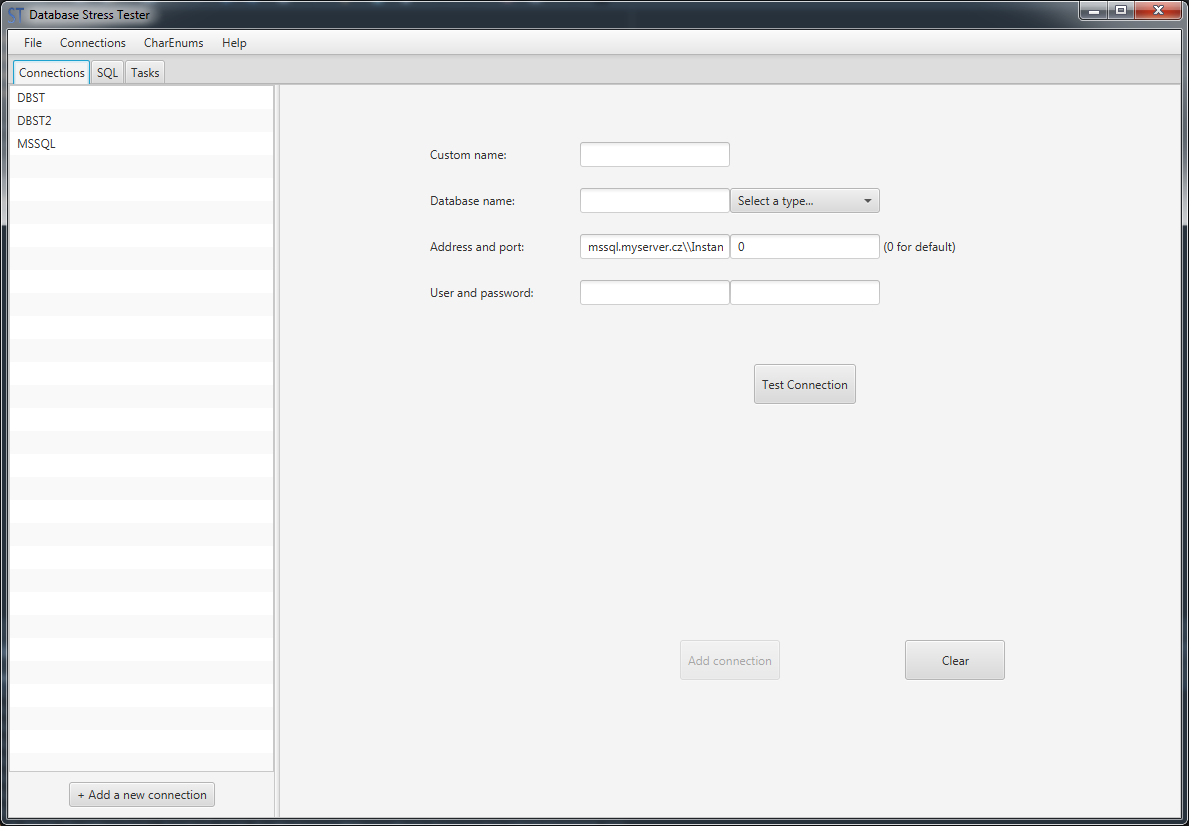 ST Database Stress Tester
File Connections CharEnums Help
Connections SQL Tasks
DBST
DBST2
MSSQL
Custom name:
Database name: Select a type...
Address and port: mssql.myserver.cz\\Instan 0 (0 for default)
User and password:
Test Connection
Add connection Clear
+ Add a new connection